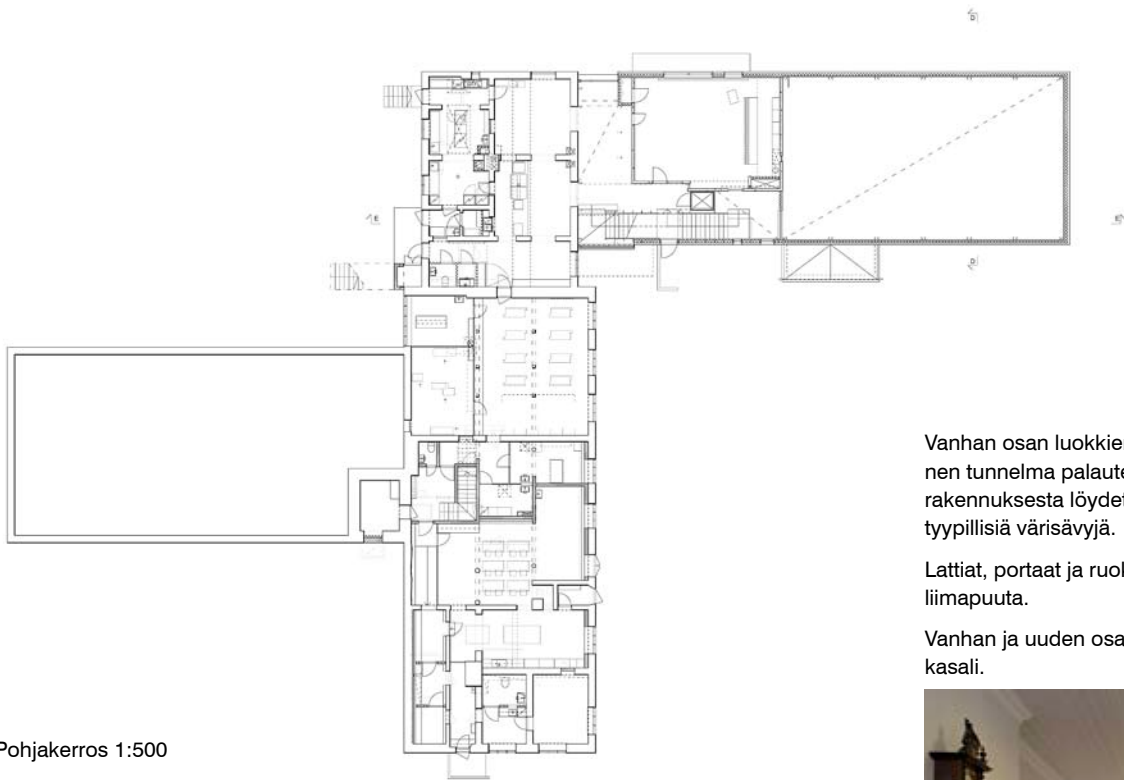 D
E
E
D
Vanhan osan luokkien
nen tunnelma palaute
rakennuksesta löydet
tyypillisiä värisävyjä.
Lattiat, portaat ja ruok
liimapuuta.
Vanhan ja uuden osa
kasali.
Pohjakerros 1:500